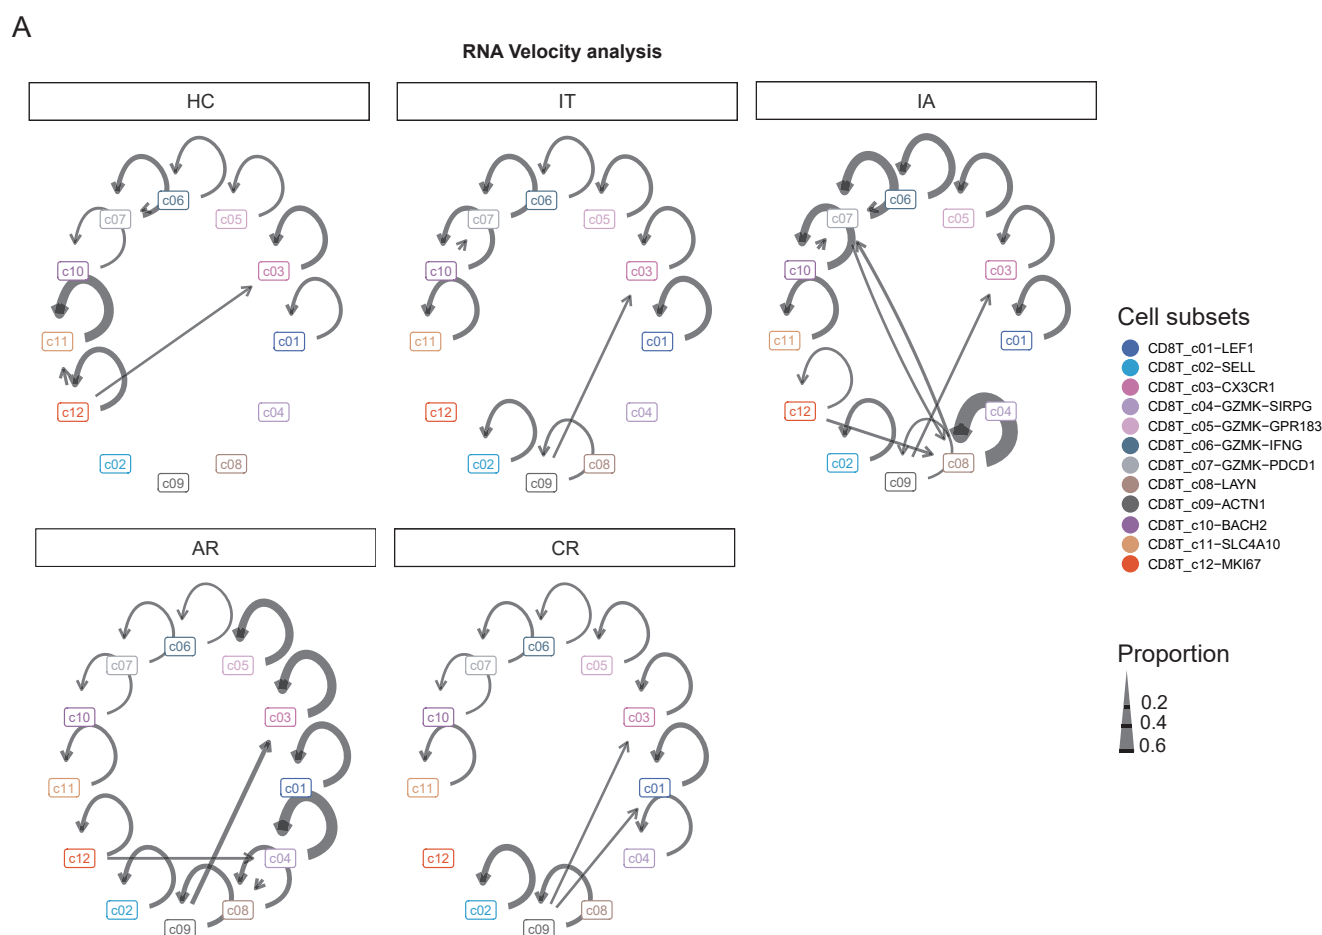 A
RNA Velocity analysis
HC
IT
IA
c06
c07
c05
c10
c03
c11
c01
c12
c04
c02
c08
c09
c06
c07
c05
c10
c03
c11
c01
c12
c04
c02
c08
c09
c06
c07
c05
c10
c03
c11
c01
c12
c04
c02
c08
c09
Cell subsets
CD8T_c01−LEF1
CD8T_c02−SELL
CD8T_c03−CX3CR1
CD8T_c04−GZMK−SIRPG
CD8T_c05−GZMK−GPR183
CD8T_c06−GZMK−IFNG
CD8T_c07−GZMK−PDCD1
CD8T_c08−LAYN
CD8T_c09−ACTN1
CD8T_c10−BACH2
CD8T_c11−SLC4A10
CD8T_c12−MKI67
AR
CR
c06
c07
c05
c10
c03
c11
c01
c12
c04
c02
c08
c09
c06
c07
c05
c10
c03
c11
c01
c12
c04
c02
c08
c09
Proportion
0.2
0.4
0.6